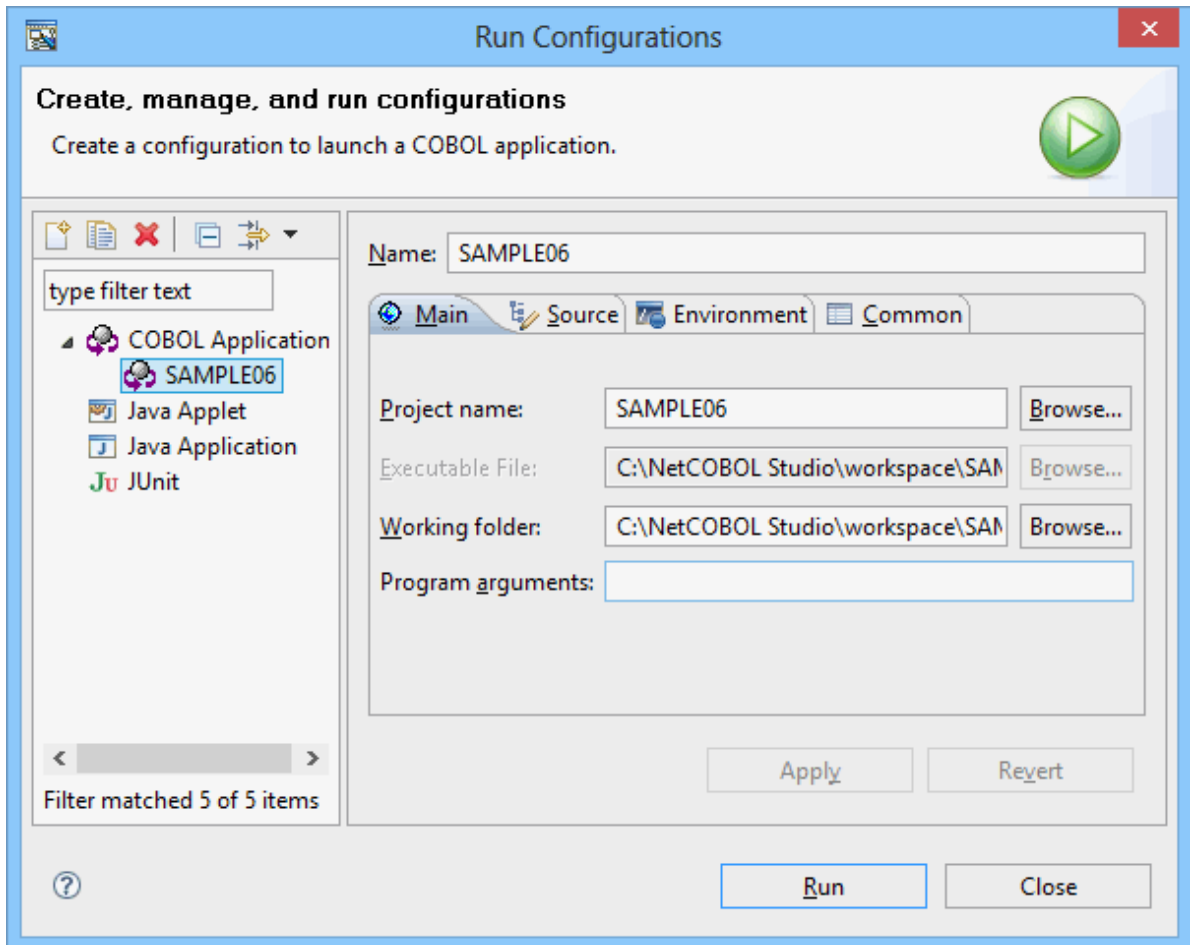 Run Configurations
Create, manage, and run configurations
Create a configuration to launch a COBOL application.
type filter text
COBOL Application
SAMPLE06
Java Applet
Java Application
Ju JUnit
Filter matched 5 of 5 items
Name: SAMPLE06
Main Source Environment Common
Project name: SAMPLE06 Browse...
Executable File: C:\NetCOBOL Studio\workspace\SAM Browse...
Working folder: C:\NetCOBOL Studio\workspace\SAM Browse...
Program arguments:
Apply Revert
Run Close